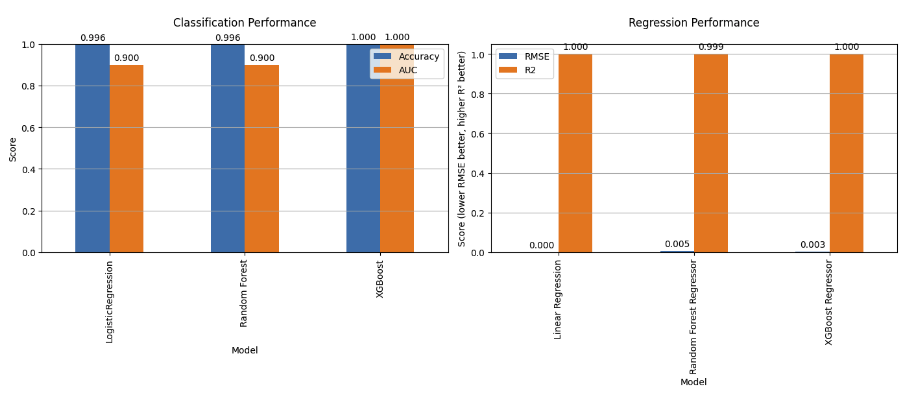 Classification Performance
0.996
0.900
0.996
0.900
1.000
1.000
Accuracy
AUC
1.0
0.8
0.6
0.4
0.2
0.0
Score
LogisticRegression
Random Forest
XGBoost
Model
Regression Performance
1.000
0.999
1.000
RMSE
R2
1.0
0.8
0.6
0.4
0.2
0.0
Score (lower RMSE better, higher R² better)
0.000
0.005
0.003
Linear Regression
Random Forest Regressor
XGBoost Regressor
Model